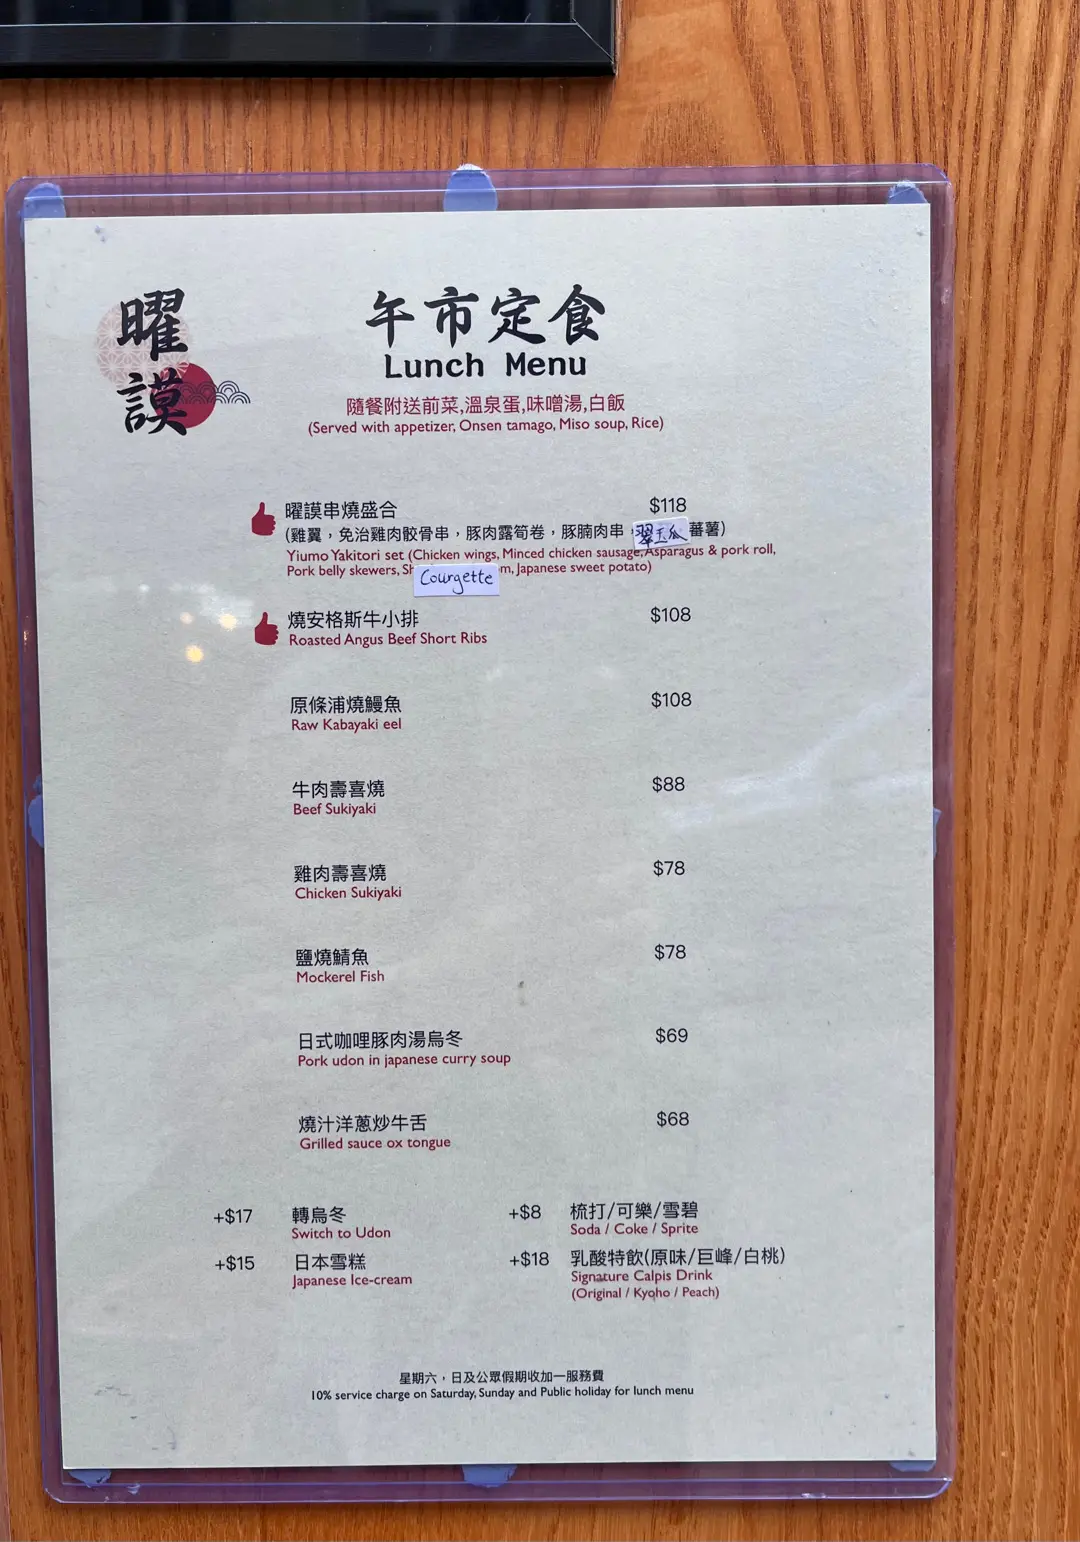 曜謨
午市定食
Lunch Menu
隨餐附送前菜,溫泉蛋,味噌湯,白飯
(Served with appetizer, Onsen tamago, Miso soup, Rice)
曜謨串燒盛合 $118
(雞翼，免治雞肉骹骨串，豚肉露筍卷，豚腩肉串，翠玉瓜 蕃薯)
Yiumo Yakitori set (Chicken wings, Minced chicken sausage, Asparagus & pork roll,
Pork belly skewers, Courgette, Japanese sweet potato)
燒安格斯牛小排 $108
Roasted Angus Beef Short Ribs
原條浦燒鰻魚 $108
Raw Kabayaki eel
牛肉壽喜燒 $88
Beef Sukiyaki
雞肉壽喜燒 $78
Chicken Sukiyaki
鹽燒鯖魚 $78
Mockerel Fish
日式咖哩豚肉湯烏冬 $69
Pork udon in japanese curry soup
燒汁洋蔥炒牛舌 $68
Grilled sauce ox tongue
+$17 轉烏冬
Switch to Udon
+$15 日本雪糕
Japanese Ice-cream
+$8 梳打/可樂/雪碧
Soda / Coke / Sprite
+$18 乳酸特飲(原味/巨峰/白桃)
Signature Calpis Drink
(Original / Kyoho / Peach)
星期六，日及公眾假期收加一服務費
10% service charge on Saturday, Sunday and Public holiday for lunch menu